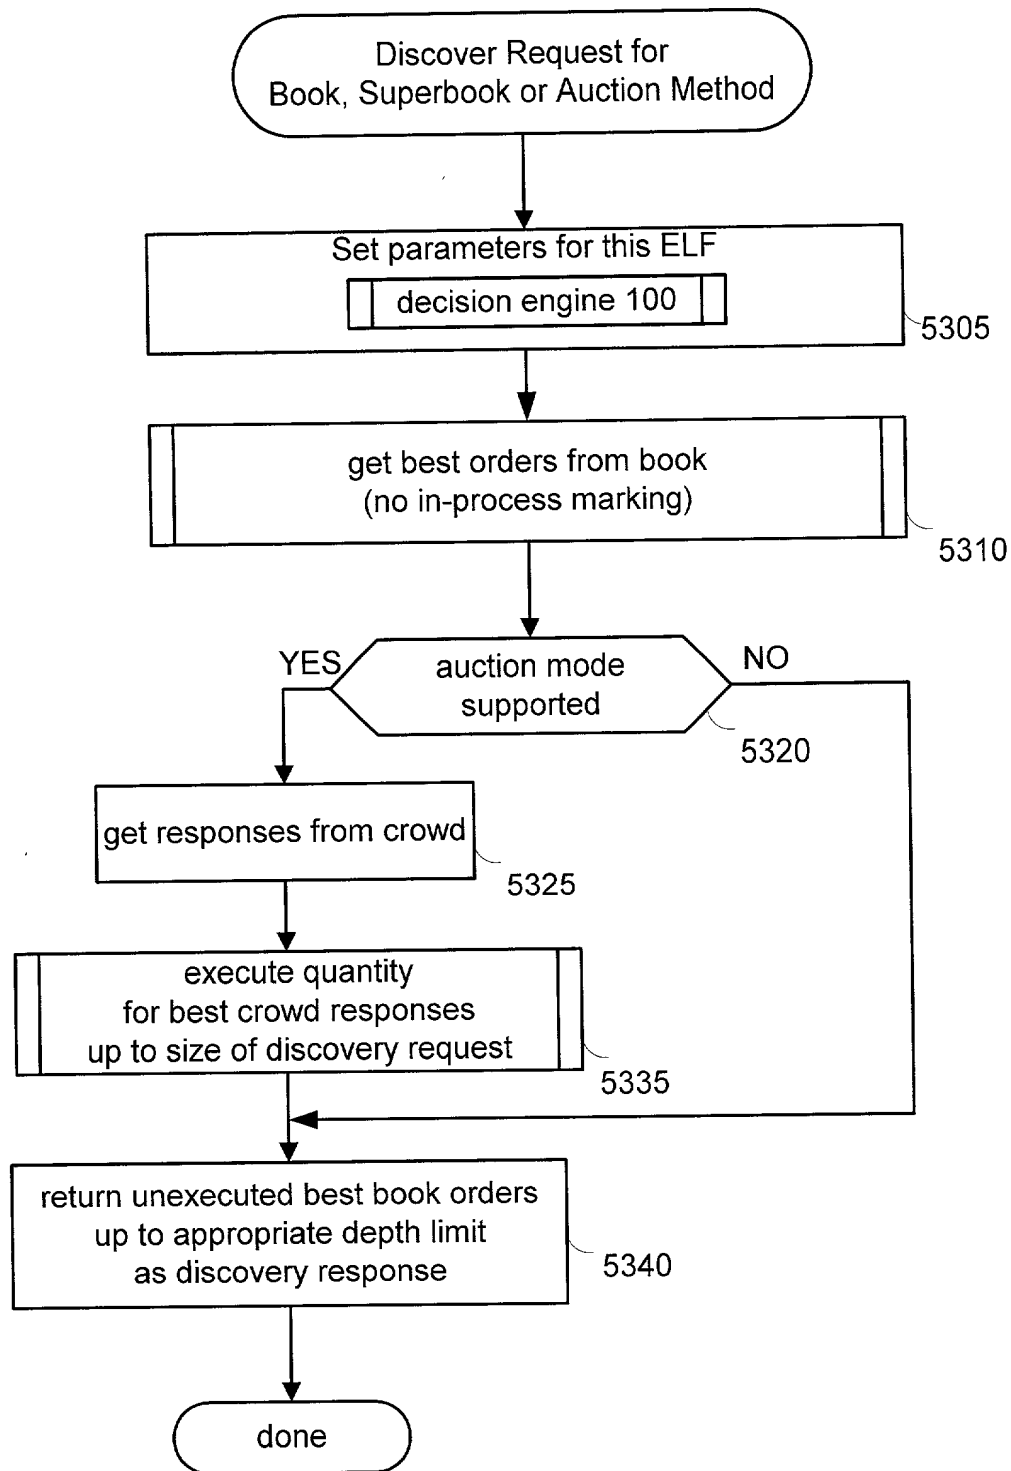 Discover Request for
Book, Superbook or Auction Method
Set parameters for this ELF
decision engine 100
5305
get best orders from book
(no in-process marking)
5310
YES
auction mode
supported
NO
5320
get responses from crowd
5325
execute quantity
for best crowd responses
up to size of discovery request
5335
return unexecuted best book orders
up to appropriate depth limit
as discovery response
5340
done